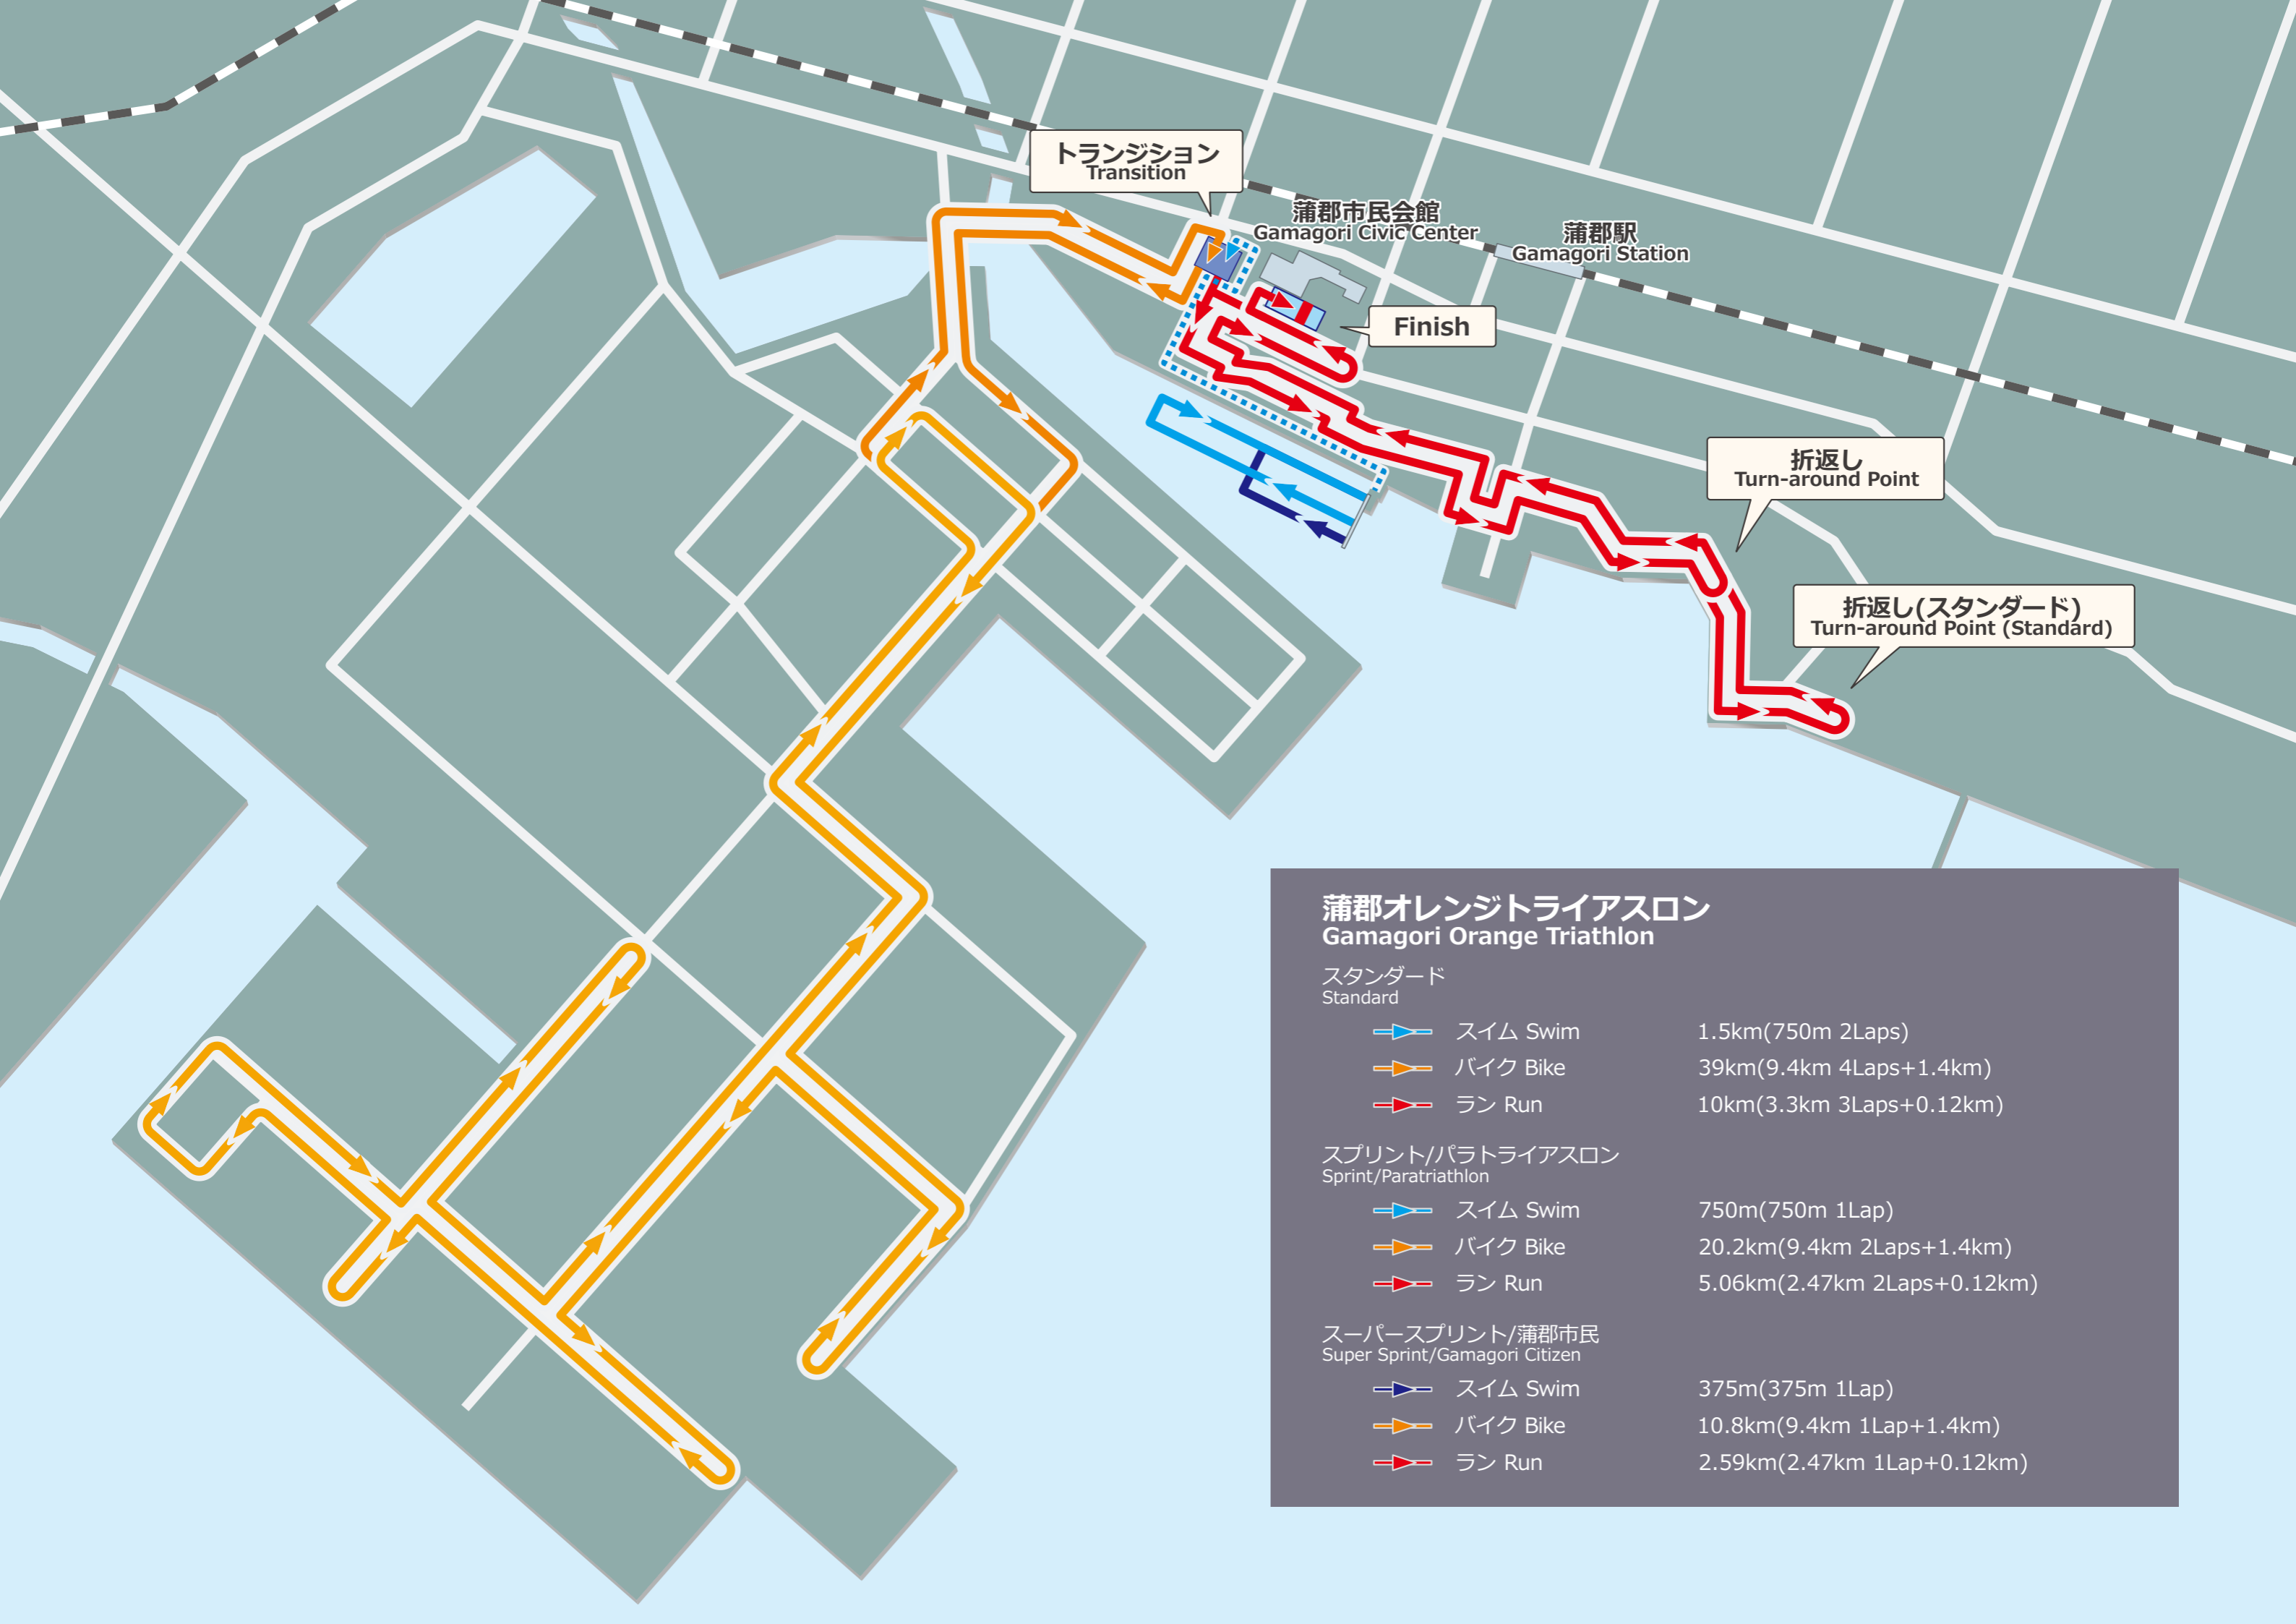 トランジション
Transition
蒲郡市民会館
Gamagori Civic Center
蒲郡駅
Gamagori Station
Finish
折返し
Turn-around Point
折返し(スタンダード)
Turn-around Point (Standard)
蒲郡オレンジトライアスロン
Gamagori Orange Triathlon
スタンダード
Standard
スイム Swim 1.5km(750m 2Laps)
バイク Bike 39km(9.4km 4Laps+1.4km)
ラン Run 10km(3.3km 3Laps+0.12km)
スプリント/パラトライアスロン
Sprint/Paratriathlon
スイム Swim 750m(750m 1Lap)
バイク Bike 20.2km(9.4km 2Laps+1.4km)
ラン Run 5.06km(2.47km 2Laps+0.12km)
スーパースプリント/蒲郡市民
Super Sprint/Gamagori Citizen
スイム Swim 375m(375m 1Lap)
バイク Bike 10.8km(9.4km 1Lap+1.4km)
ラン Run 2.59km(2.47km 1Lap+0.12km)